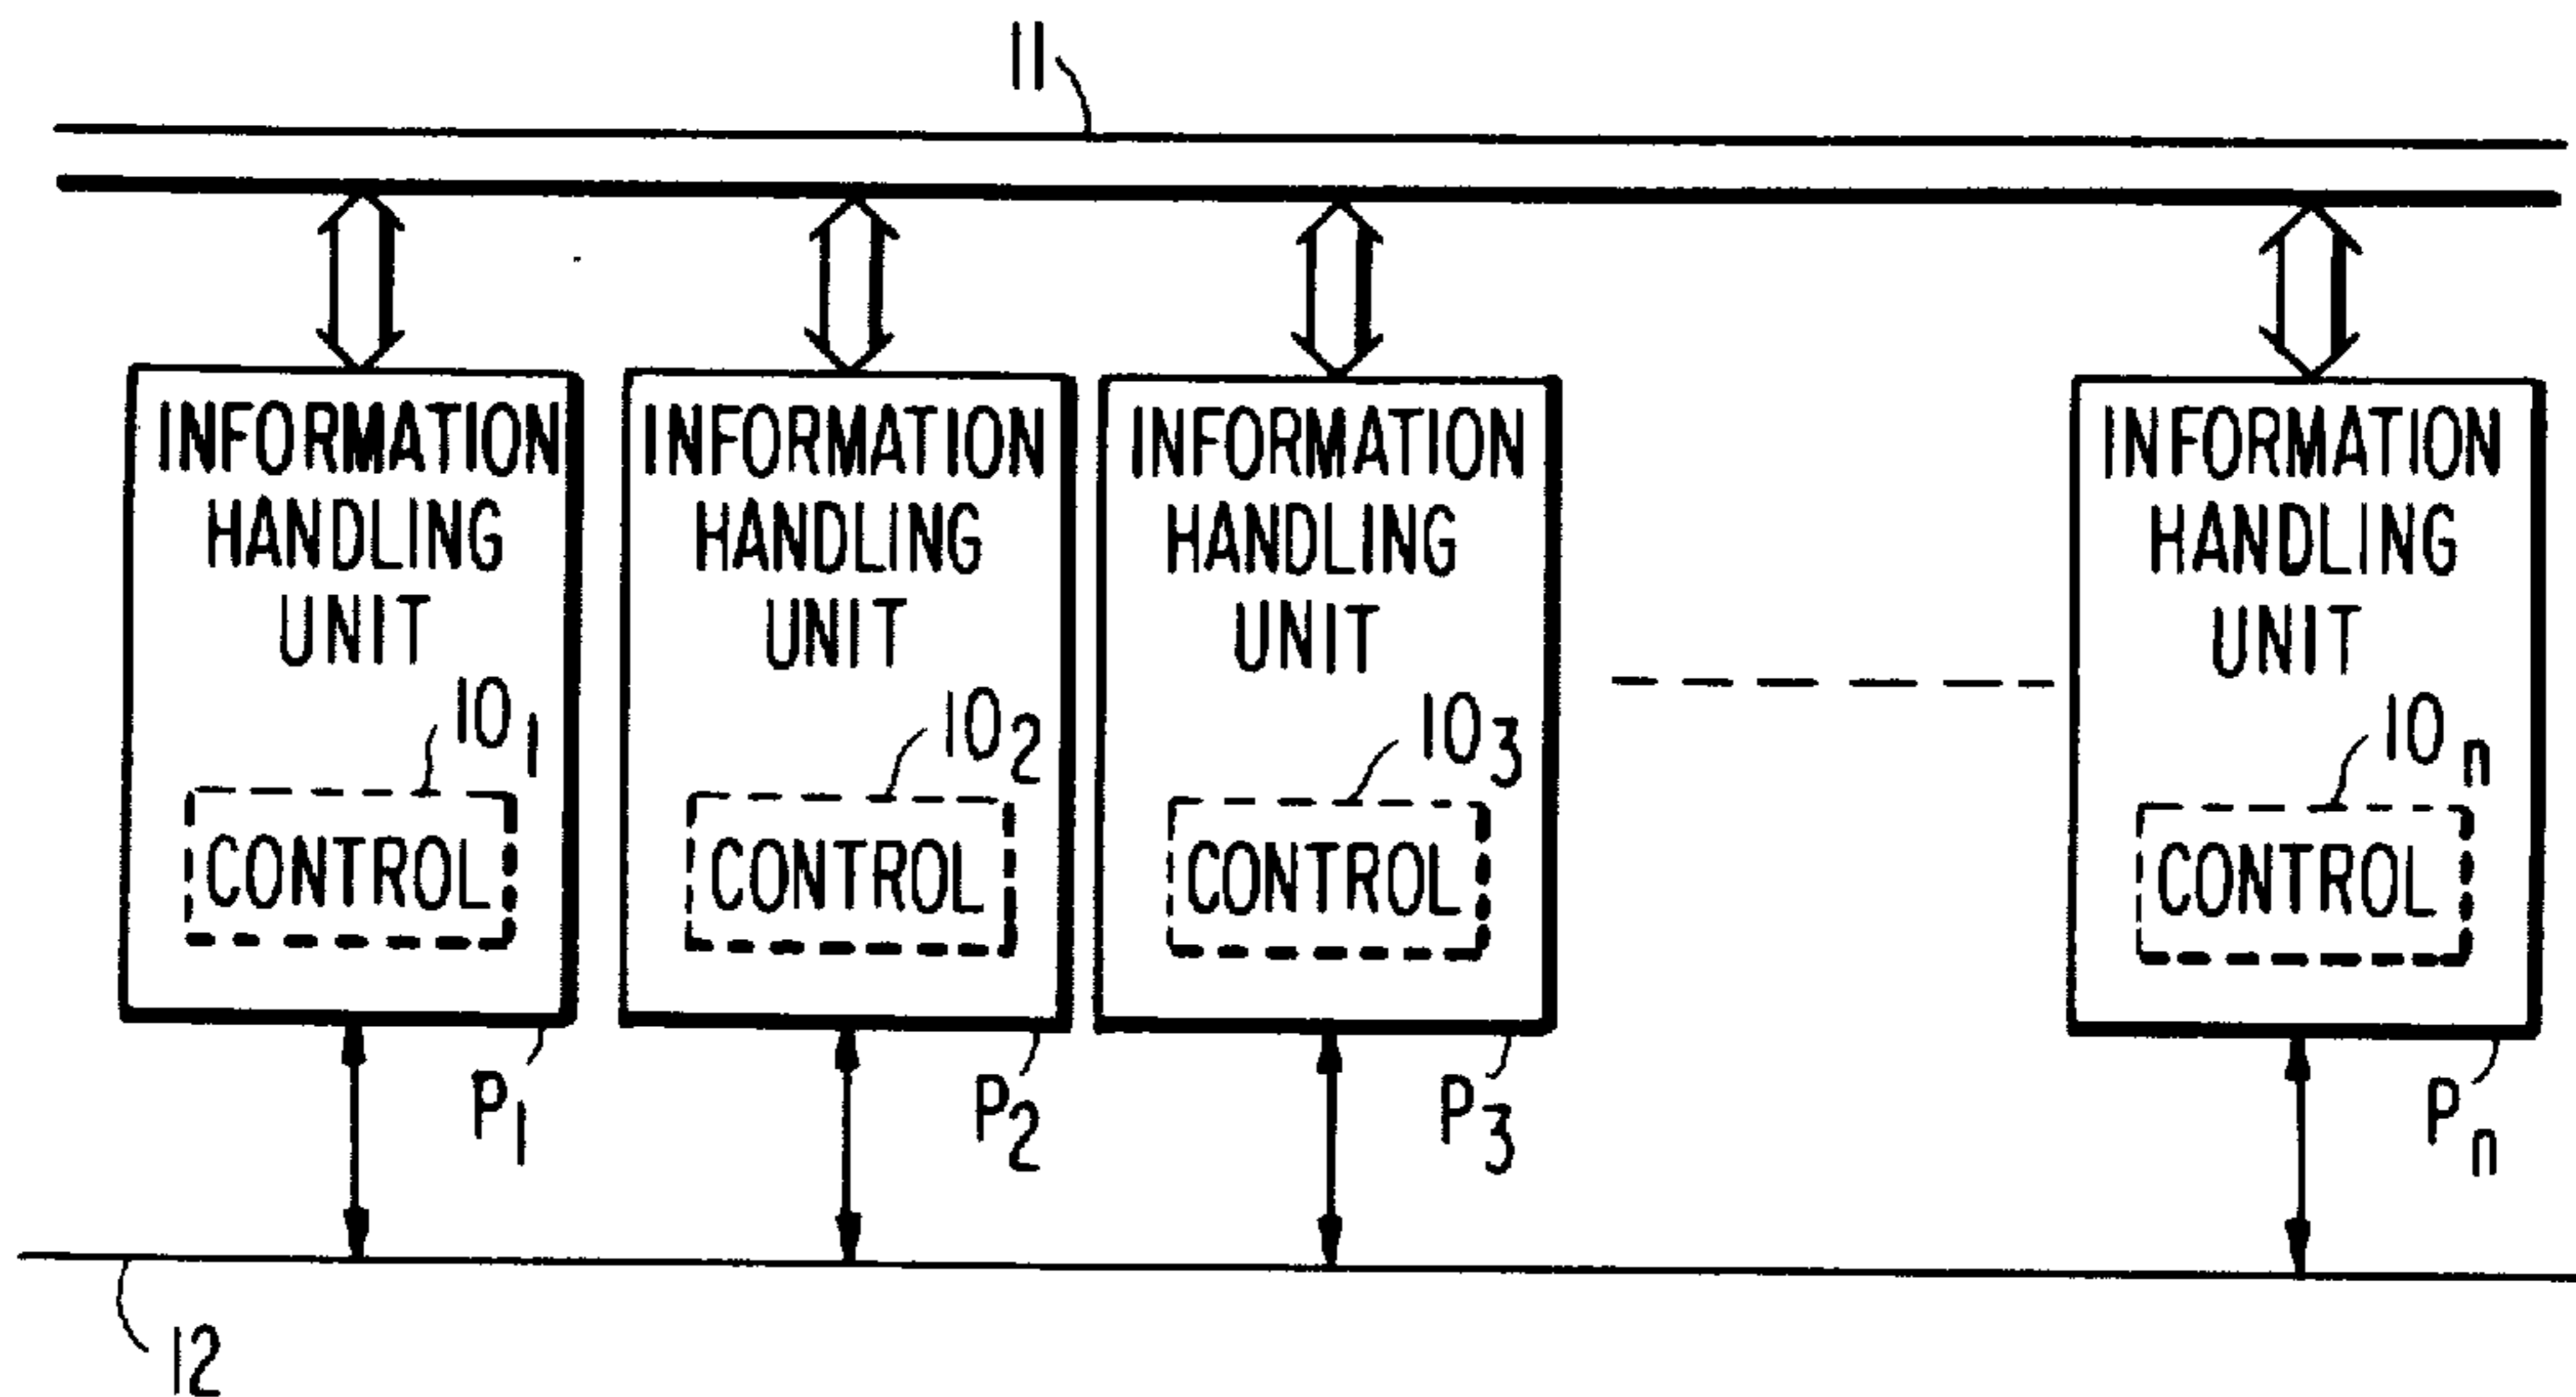 11
INFORMATION
HANDLING
UNIT
10₁
CONTROL
P₁
INFORMATION
HANDLING
UNIT
10₂
CONTROL
P₂
INFORMATION
HANDLING
UNIT
10₃
CONTROL
P₃
INFORMATION
HANDLING
UNIT
10ₙ
CONTROL
Pₙ
12